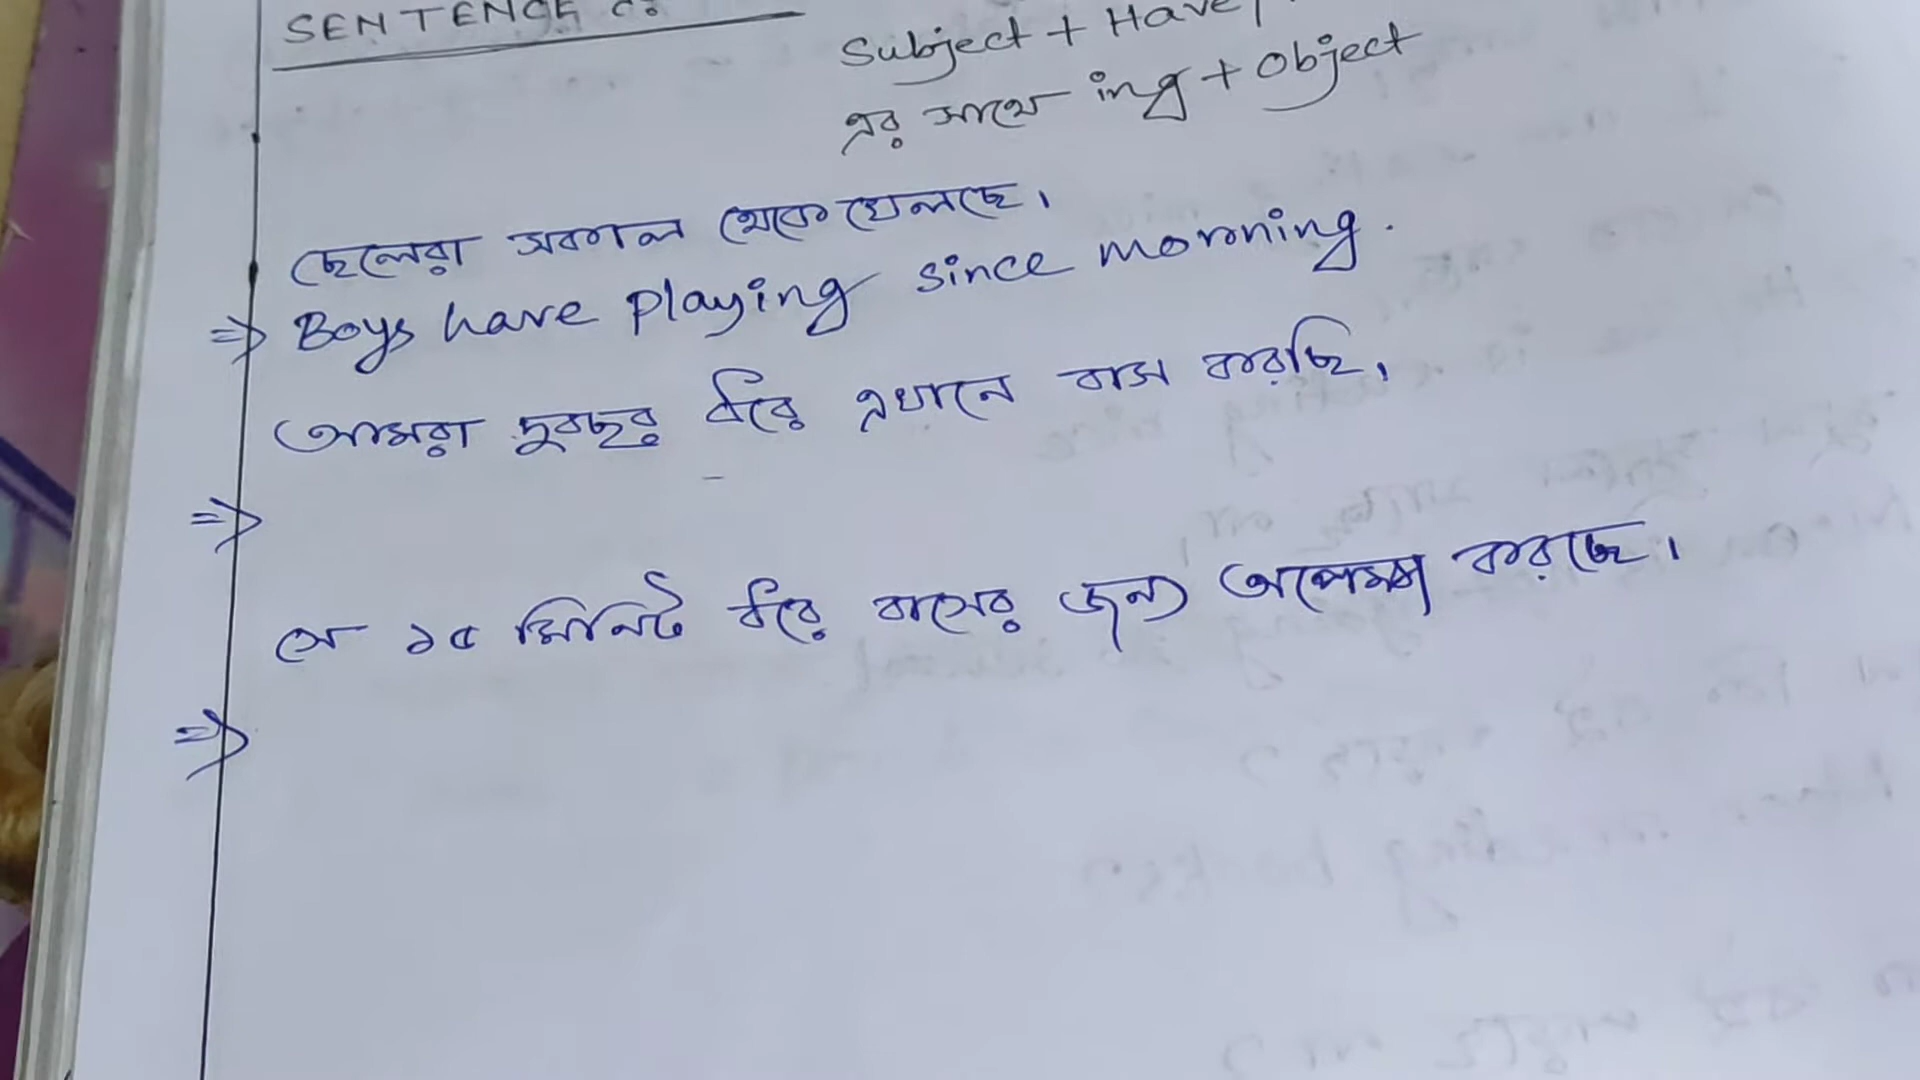 SENTENCE
Subject + Have/
এর সাথে ing + Object
ছেলেরা সকাল থেকে খেলছে।
⇒ Boys have playing since morning.
আমরা দুবছর ধরে এখানে বাস করছি।
⇒
সে ১৫ মিনিট ধরে বাসের জন্য অপেক্ষা করছে।
⇒